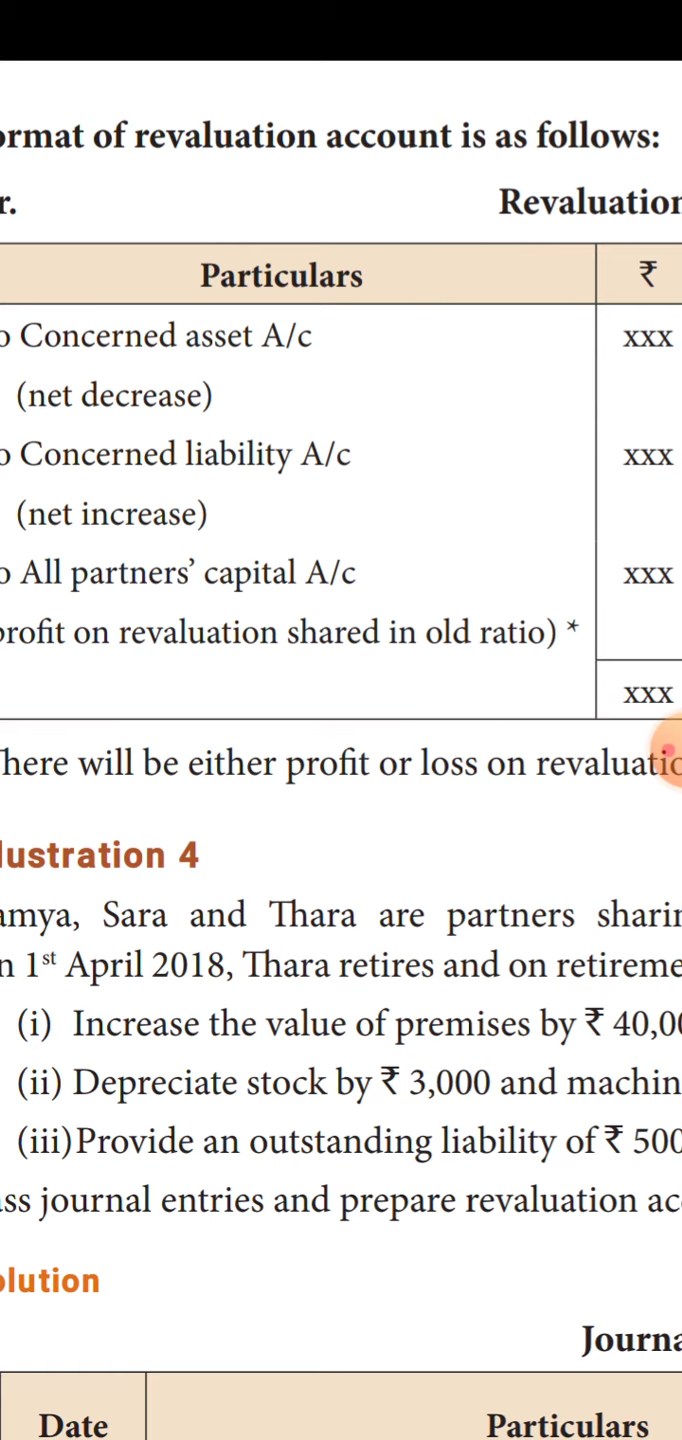 ormat of revaluation account is as follows:
r. Revaluation
Particulars ₹
o Concerned asset A/c xxx
(net decrease)
o Concerned liability A/c xxx
(net increase)
o All partners’ capital A/c xxx
profit on revaluation shared in old ratio) *
xxx
here will be either profit or loss on revaluatio
lustration 4
amya, Sara and Thara are partners sharin
n 1st April 2018, Thara retires and on retireme
(i) Increase the value of premises by ₹ 40,00
(ii) Depreciate stock by ₹ 3,000 and machin
(iii)Provide an outstanding liability of ₹ 500
ass journal entries and prepare revaluation ac
olution
Journa
Date Particulars